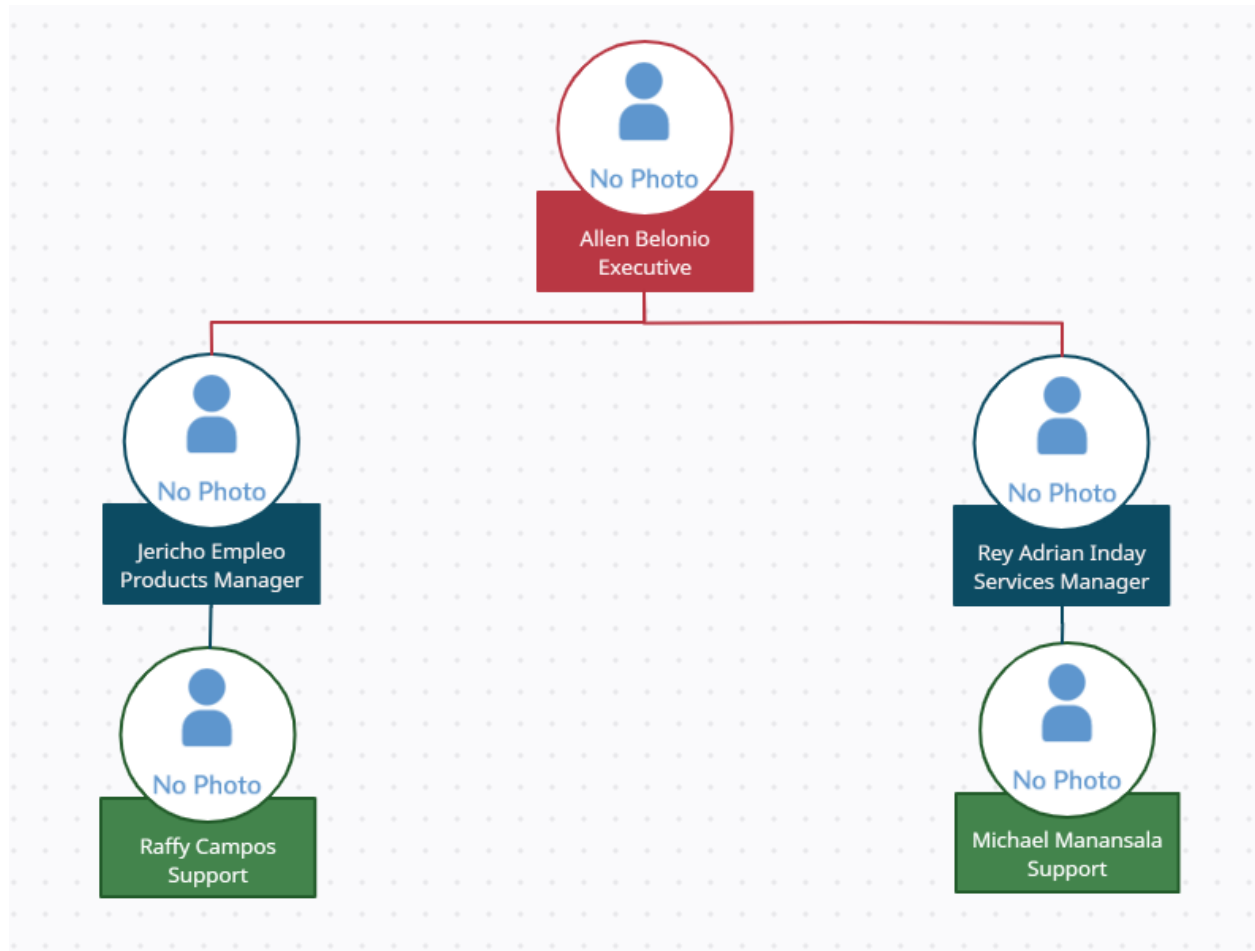 No Photo
Allen Belonio
Executive
No Photo
Jericho Empleo
Products Manager
No Photo
Rey Adrian Inday
Services Manager
No Photo
Raffy Campos
Support
No Photo
Michael Manansala
Support